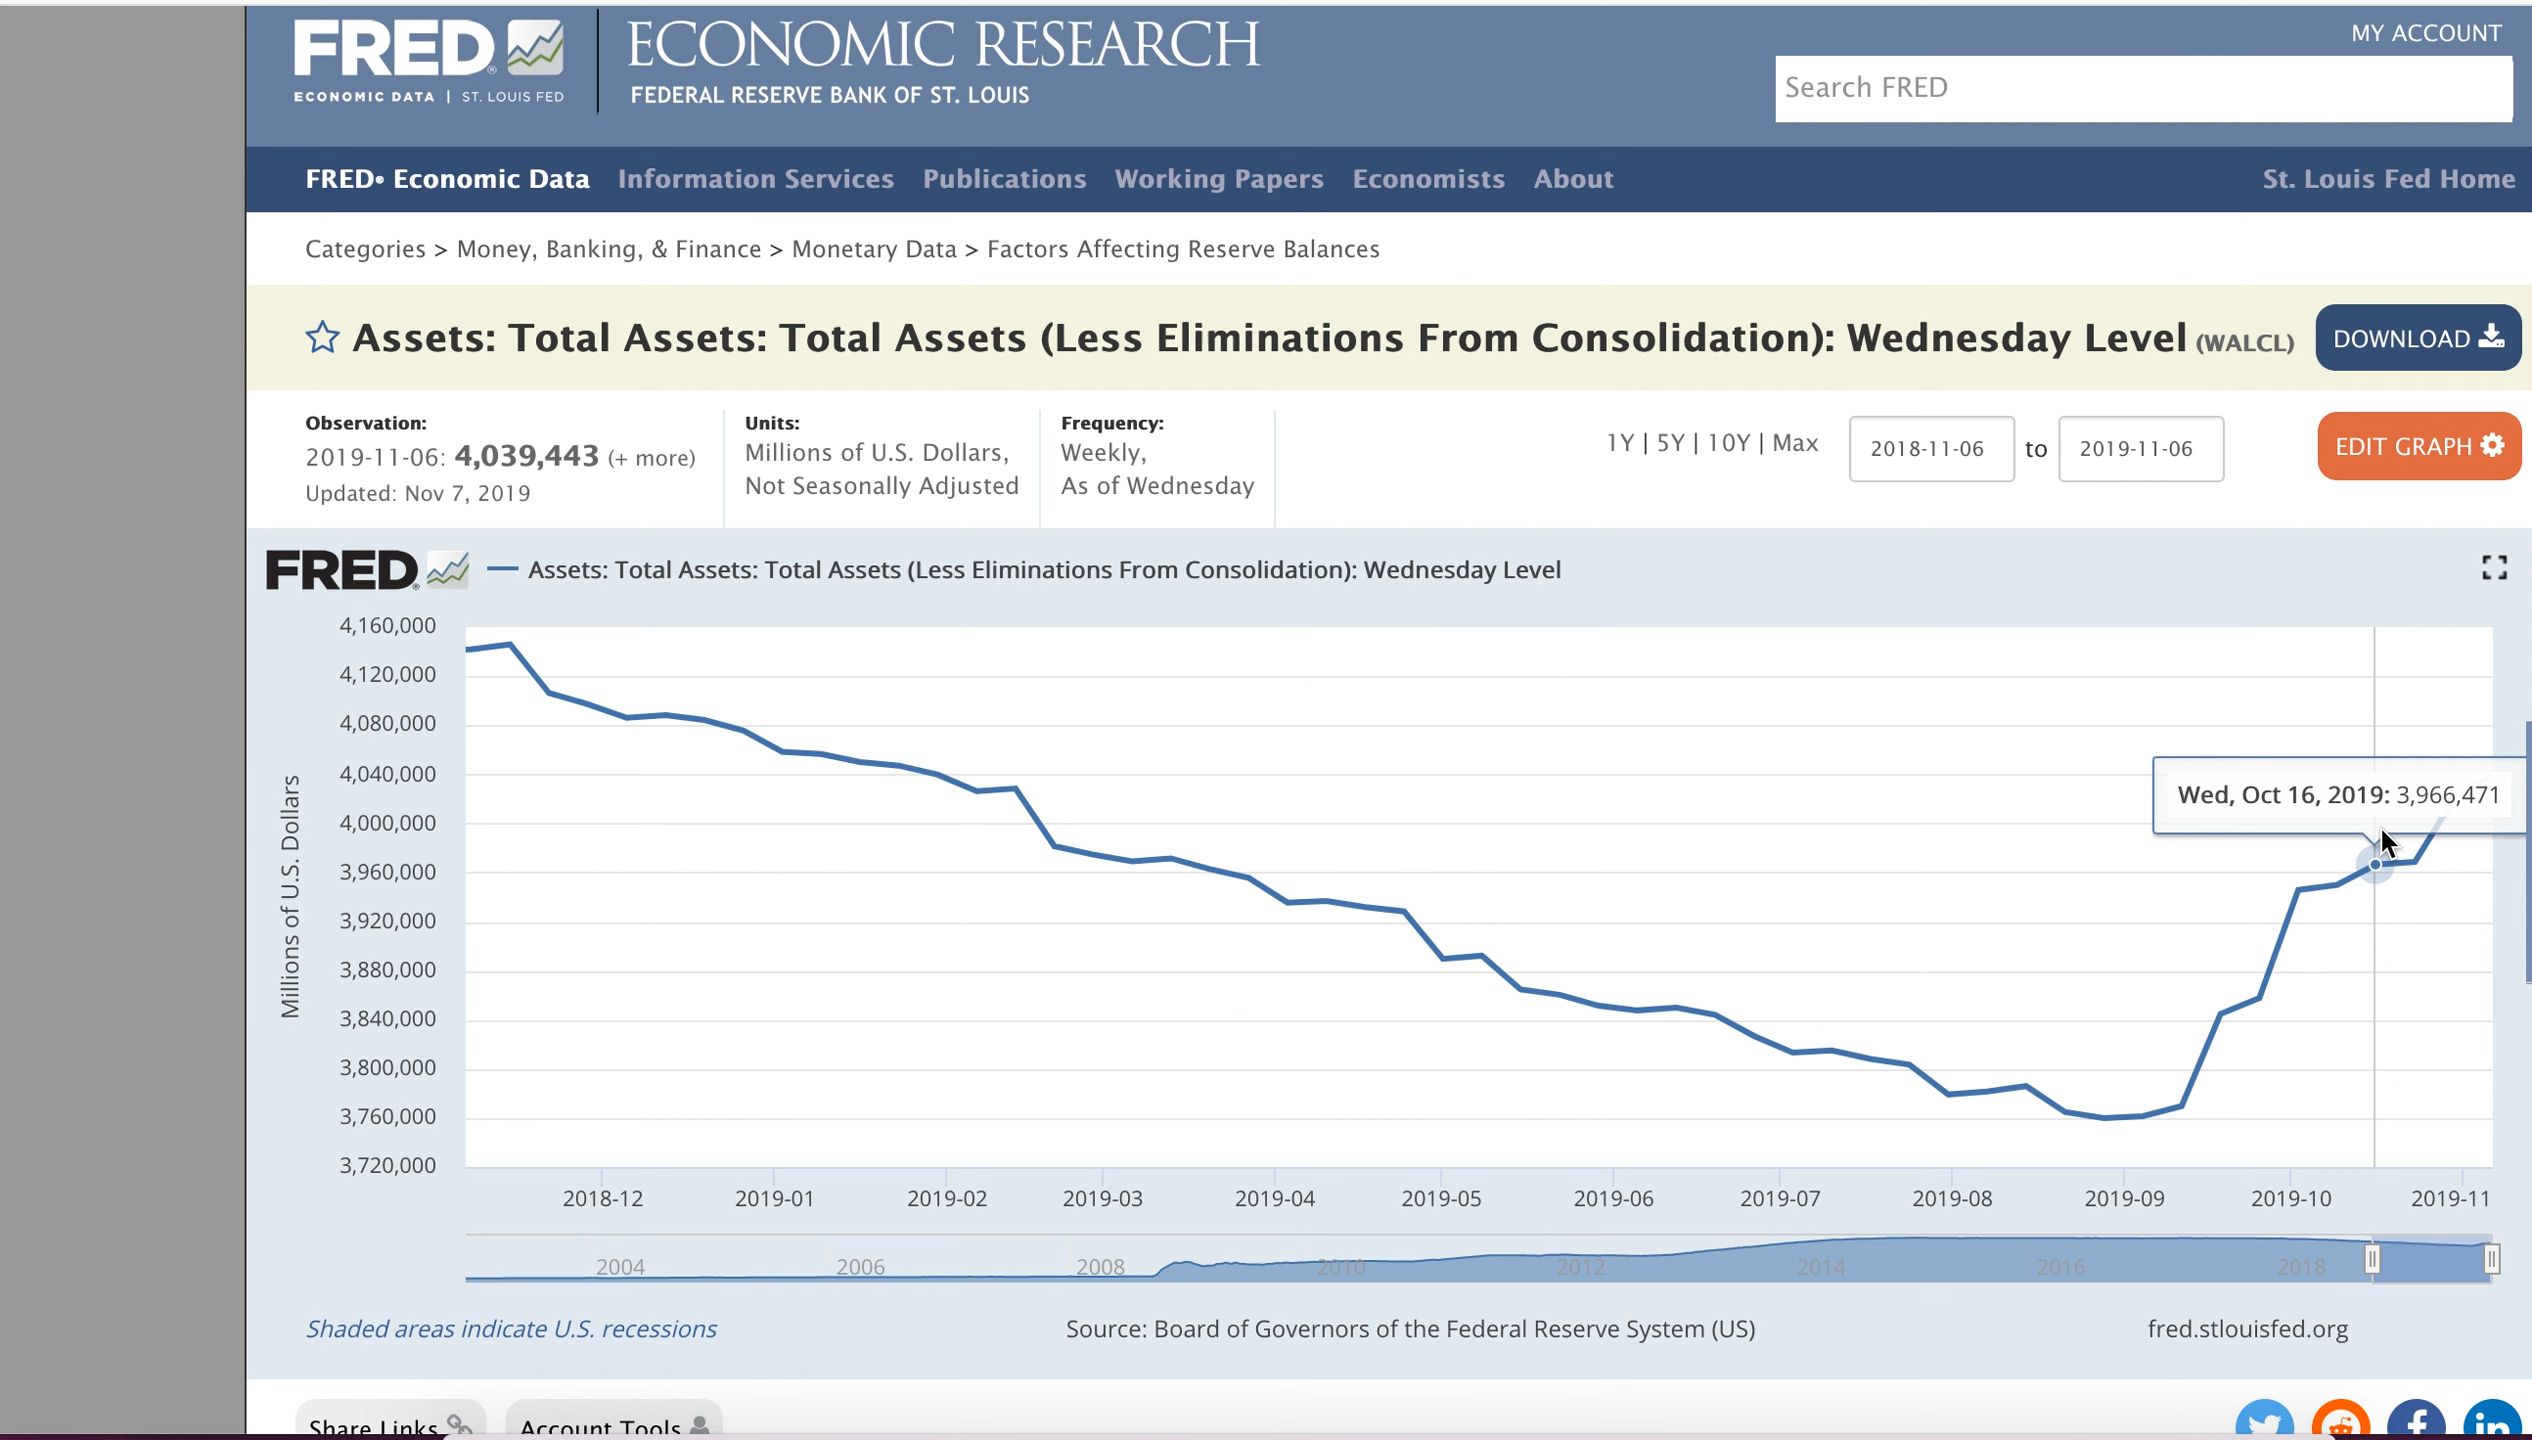 FRED® ECONOMIC RESEARCH
ECONOMIC DATA | ST. LOUIS FED
FEDERAL RESERVE BANK OF ST. LOUIS
MY ACCOUNT
Search FRED
FRED® Economic Data Information Services Publications Working Papers Economists About St. Louis Fed Home
Categories > Money, Banking, & Finance > Monetary Data > Factors Affecting Reserve Balances
Assets: Total Assets: Total Assets (Less Eliminations From Consolidation): Wednesday Level (WALCL) DOWNLOAD
Observation:
2019-11-06: 4,039,443 (+ more)
Updated: Nov 7, 2019
Units:
Millions of U.S. Dollars,
Not Seasonally Adjusted
Frequency:
Weekly,
As of Wednesday
1Y | 5Y | 10Y | Max 2018-11-06 to 2019-11-06
EDIT GRAPH
FRED® Assets: Total Assets: Total Assets (Less Eliminations From Consolidation): Wednesday Level
Millions of U.S. Dollars
4,160,000
4,120,000
4,080,000
4,040,000
4,000,000
3,960,000
3,920,000
3,880,000
3,840,000
3,800,000
3,760,000
3,720,000
Wed, Oct 16, 2019: 3,966,471
2018-12 2019-01 2019-02 2019-03 2019-04 2019-05 2019-06 2019-07 2019-08 2019-09 2019-10 2019-11
2004 2006 2008 2010 2012 2014 2016 2018
Shaded areas indicate U.S. recessions Source: Board of Governors of the Federal Reserve System (US) fred.stlouisfed.org
Share Links Account Tools